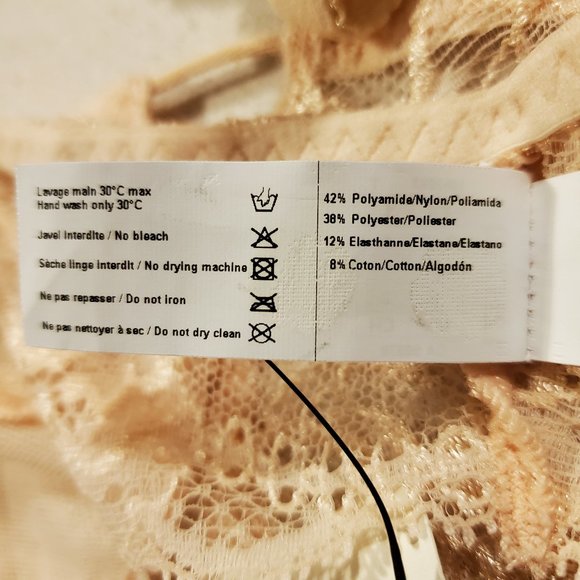 Lavage main 30°C max
Hand wash only 30°C
Javel interdite / No bleach
Sèche linge interdit / No drying machine
Ne pas repasser / Do not iron
Ne pas nettoyer à sec / Do not dry clean
42% Polyamide/Nylon/Poliamida
38% Polyester/Poliester
12% Elasthanne/Elastane/Elastano
8% Coton/Cotton/Algodón